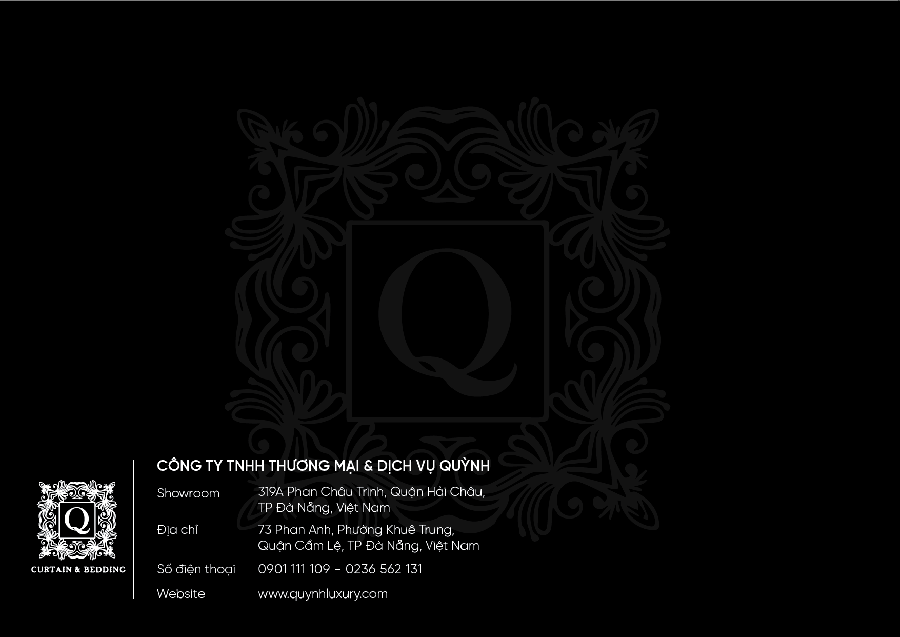 Q
CÔNG TY TNHH THƯƠNG MẠI & DỊCH VỤ QUỲNH
Showroom 319A Phan Châu Trinh, Quận Hải Châu,
TP Đà Nẵng, Việt Nam
Địa chỉ 73 Phan Anh, Phường Khuê Trung,
Quận Cẩm Lệ, TP Đà Nẵng, Việt Nam
Số điện thoại 0901 111 109 - 0236 562 131
Website www.quynhluxury.com
Q
CURTAIN & BEDDING